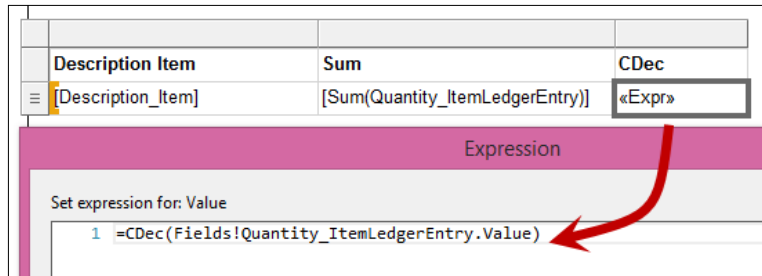 Description Item Sum CDec
[Description_Item] [Sum(Quantity_ItemLedgerEntry)] «Expr»
Expression
Set expression for: Value
1 =CDec(Fields!Quantity_ItemLedgerEntry.Value)